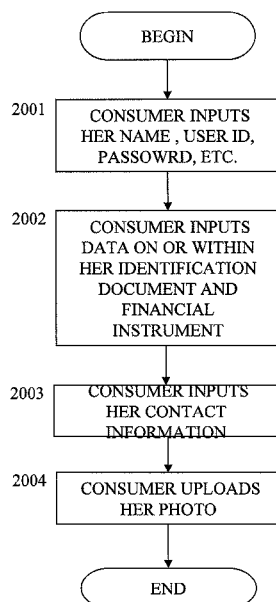 BEGIN
2001
CONSUMER INPUTS
HER NAME , USER ID,
PASSOWRD, ETC.
2002
CONSUMER INPUTS
DATA ON OR WITHIN
HER IDENTIFICATION
DOCUMENT AND
FINANCIAL
INSTRUMENT
2003
CONSUMER INPUTS
HER CONTACT
INFORMATION
2004
CONSUMER UPLOADS
HER PHOTO
END